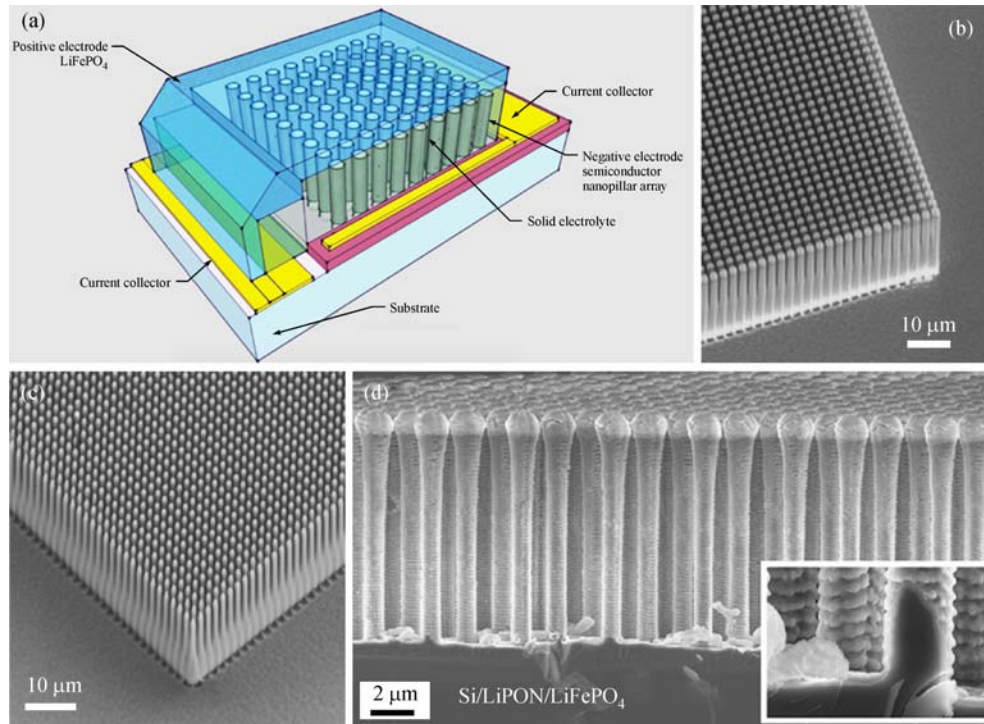 (a)
Positive electrode
LiFePO₄
Current collector
Negative electrode
semiconductor
nanopillar array
Solid electrolyte
Current collector
Substrate
(b)
10 μm
(c)
10 μm
(d)
2 μm
Si/LiPON/LiFePO₄